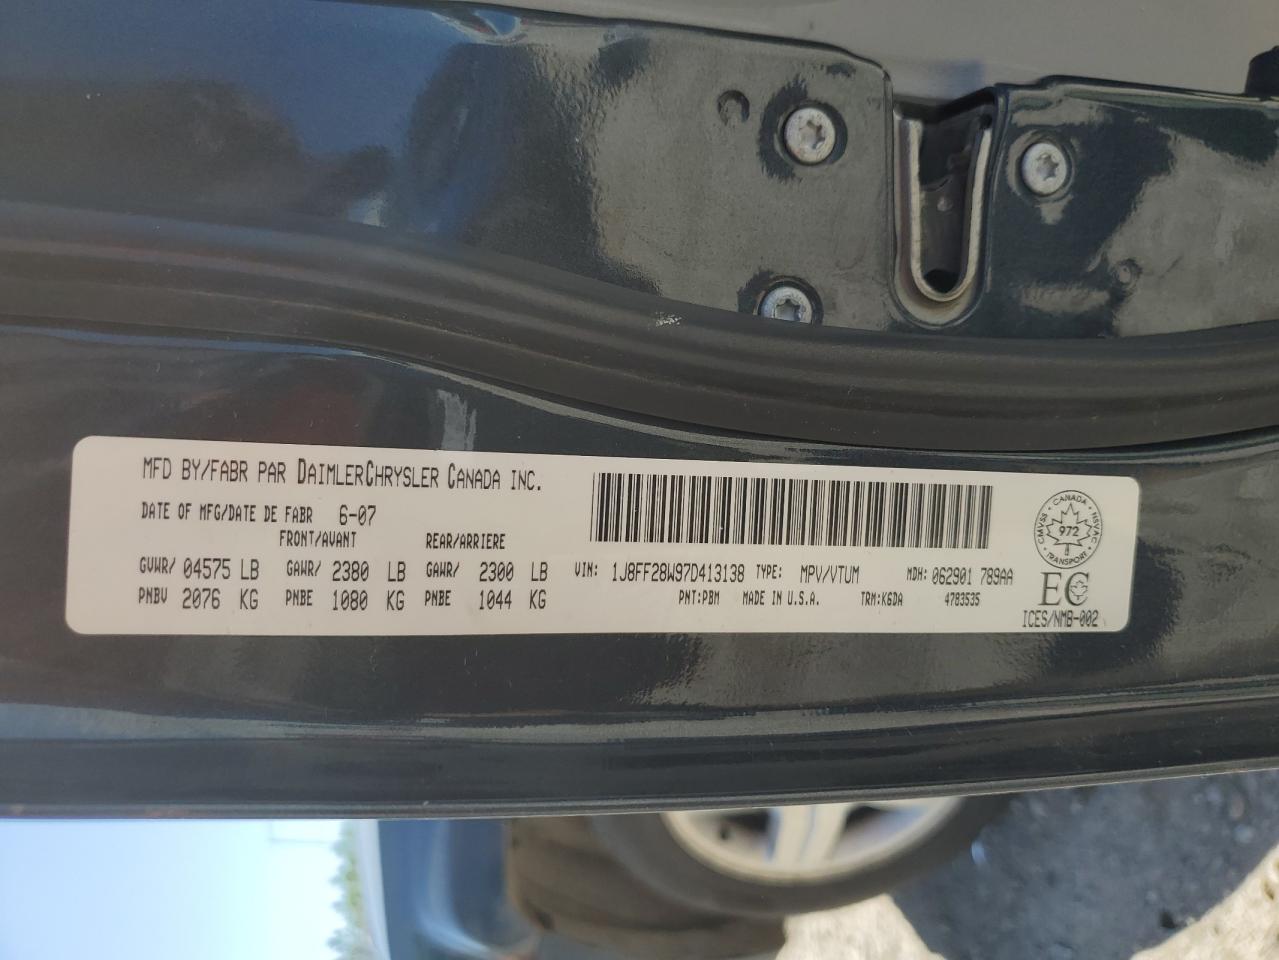 MFD BY/FABR PAR DAIMLERCHRYSLER CANADA INC.
DATE OF MFG/DATE DE FABR 6-07
FRONT/AVANT REAR/ARRIERE
GVWR/ 04575 LB GAWR/ 2380 LB GAWR/ 2300 LB
PNBV 2076 KG PNBE 1080 KG PNBE 1044 KG
VIN: 1J8FF28W97D413138 TYPE: MPV/VTUM MDH: 062901 789AA
PNT:PBM MADE IN U.S.A. TRM:K6DA 4783535
CANADA
CMVSS NSVAC
972
TRANSPORT
EC
ICES/NMB-002